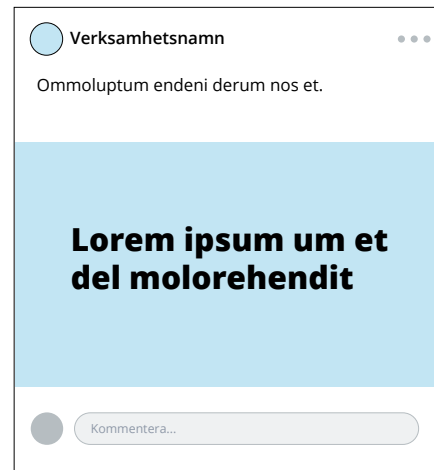 Verksamhetsnamn
Ommoluptum endeni derum nos et.
Lorem ipsum um et
del molorehendit
Kommentera...